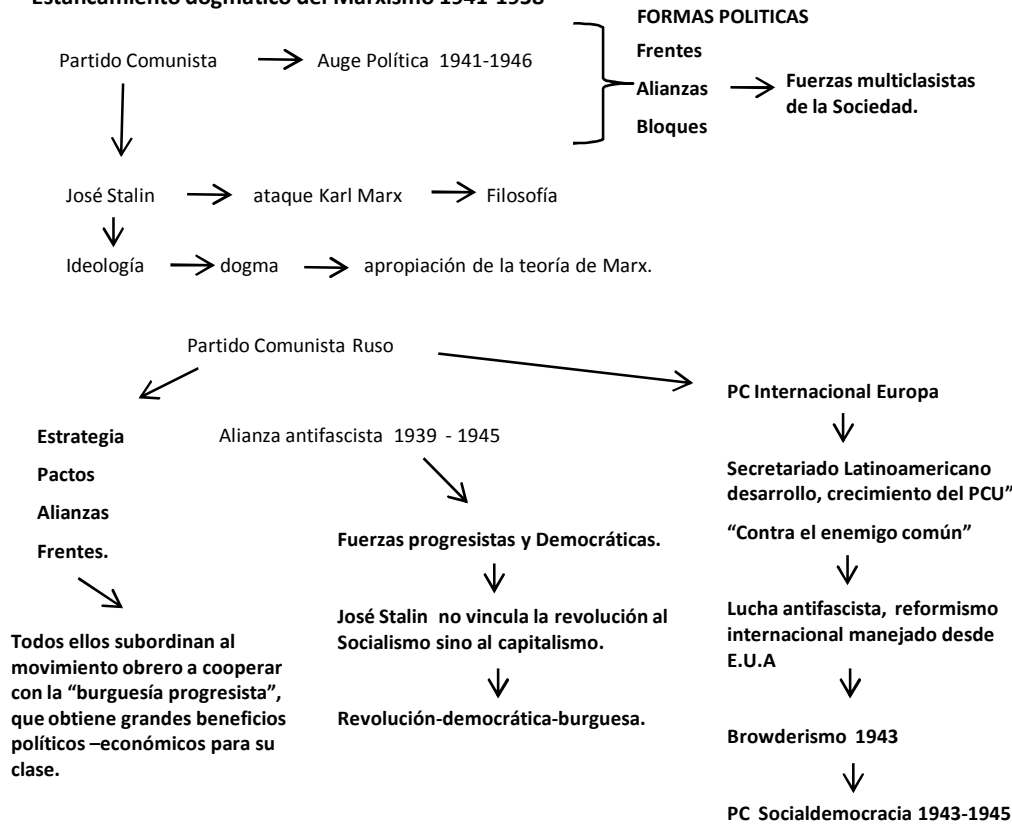 Estancamiento dogmático del Marxismo 1941-1958
FORMAS POLITICAS
Partido Comunista
Auge Política 1941-1946
Frentes
Alianzas
Bloques
Fuerzas multiclasistas
de la Sociedad.
José Stalin
ataque Karl Marx
Filosofía
Ideología
dogma
apropiación de la teoría de Marx.
Partido Comunista Ruso
Estrategia
Pactos
Alianzas
Frentes.
Todos ellos subordinan al
movimiento obrero a cooperar
con la “burguesía progresista”,
que obtiene grandes beneficios
políticos –económicos para su
clase.
Alianza antifascista 1939 - 1945
Fuerzas progresistas y Democráticas.
José Stalin no vincula la revolución al
Socialismo sino al capitalismo.
Revolución-democrática-burguesa.
PC Internacional Europa
Secretariado Latinoamericano
desarrollo, crecimiento del PCU”
“Contra el enemigo común”
Lucha antifascista, reformismo
internacional manejado desde
E.U.A
Browderismo 1943
PC Socialdemocracia 1943-1945